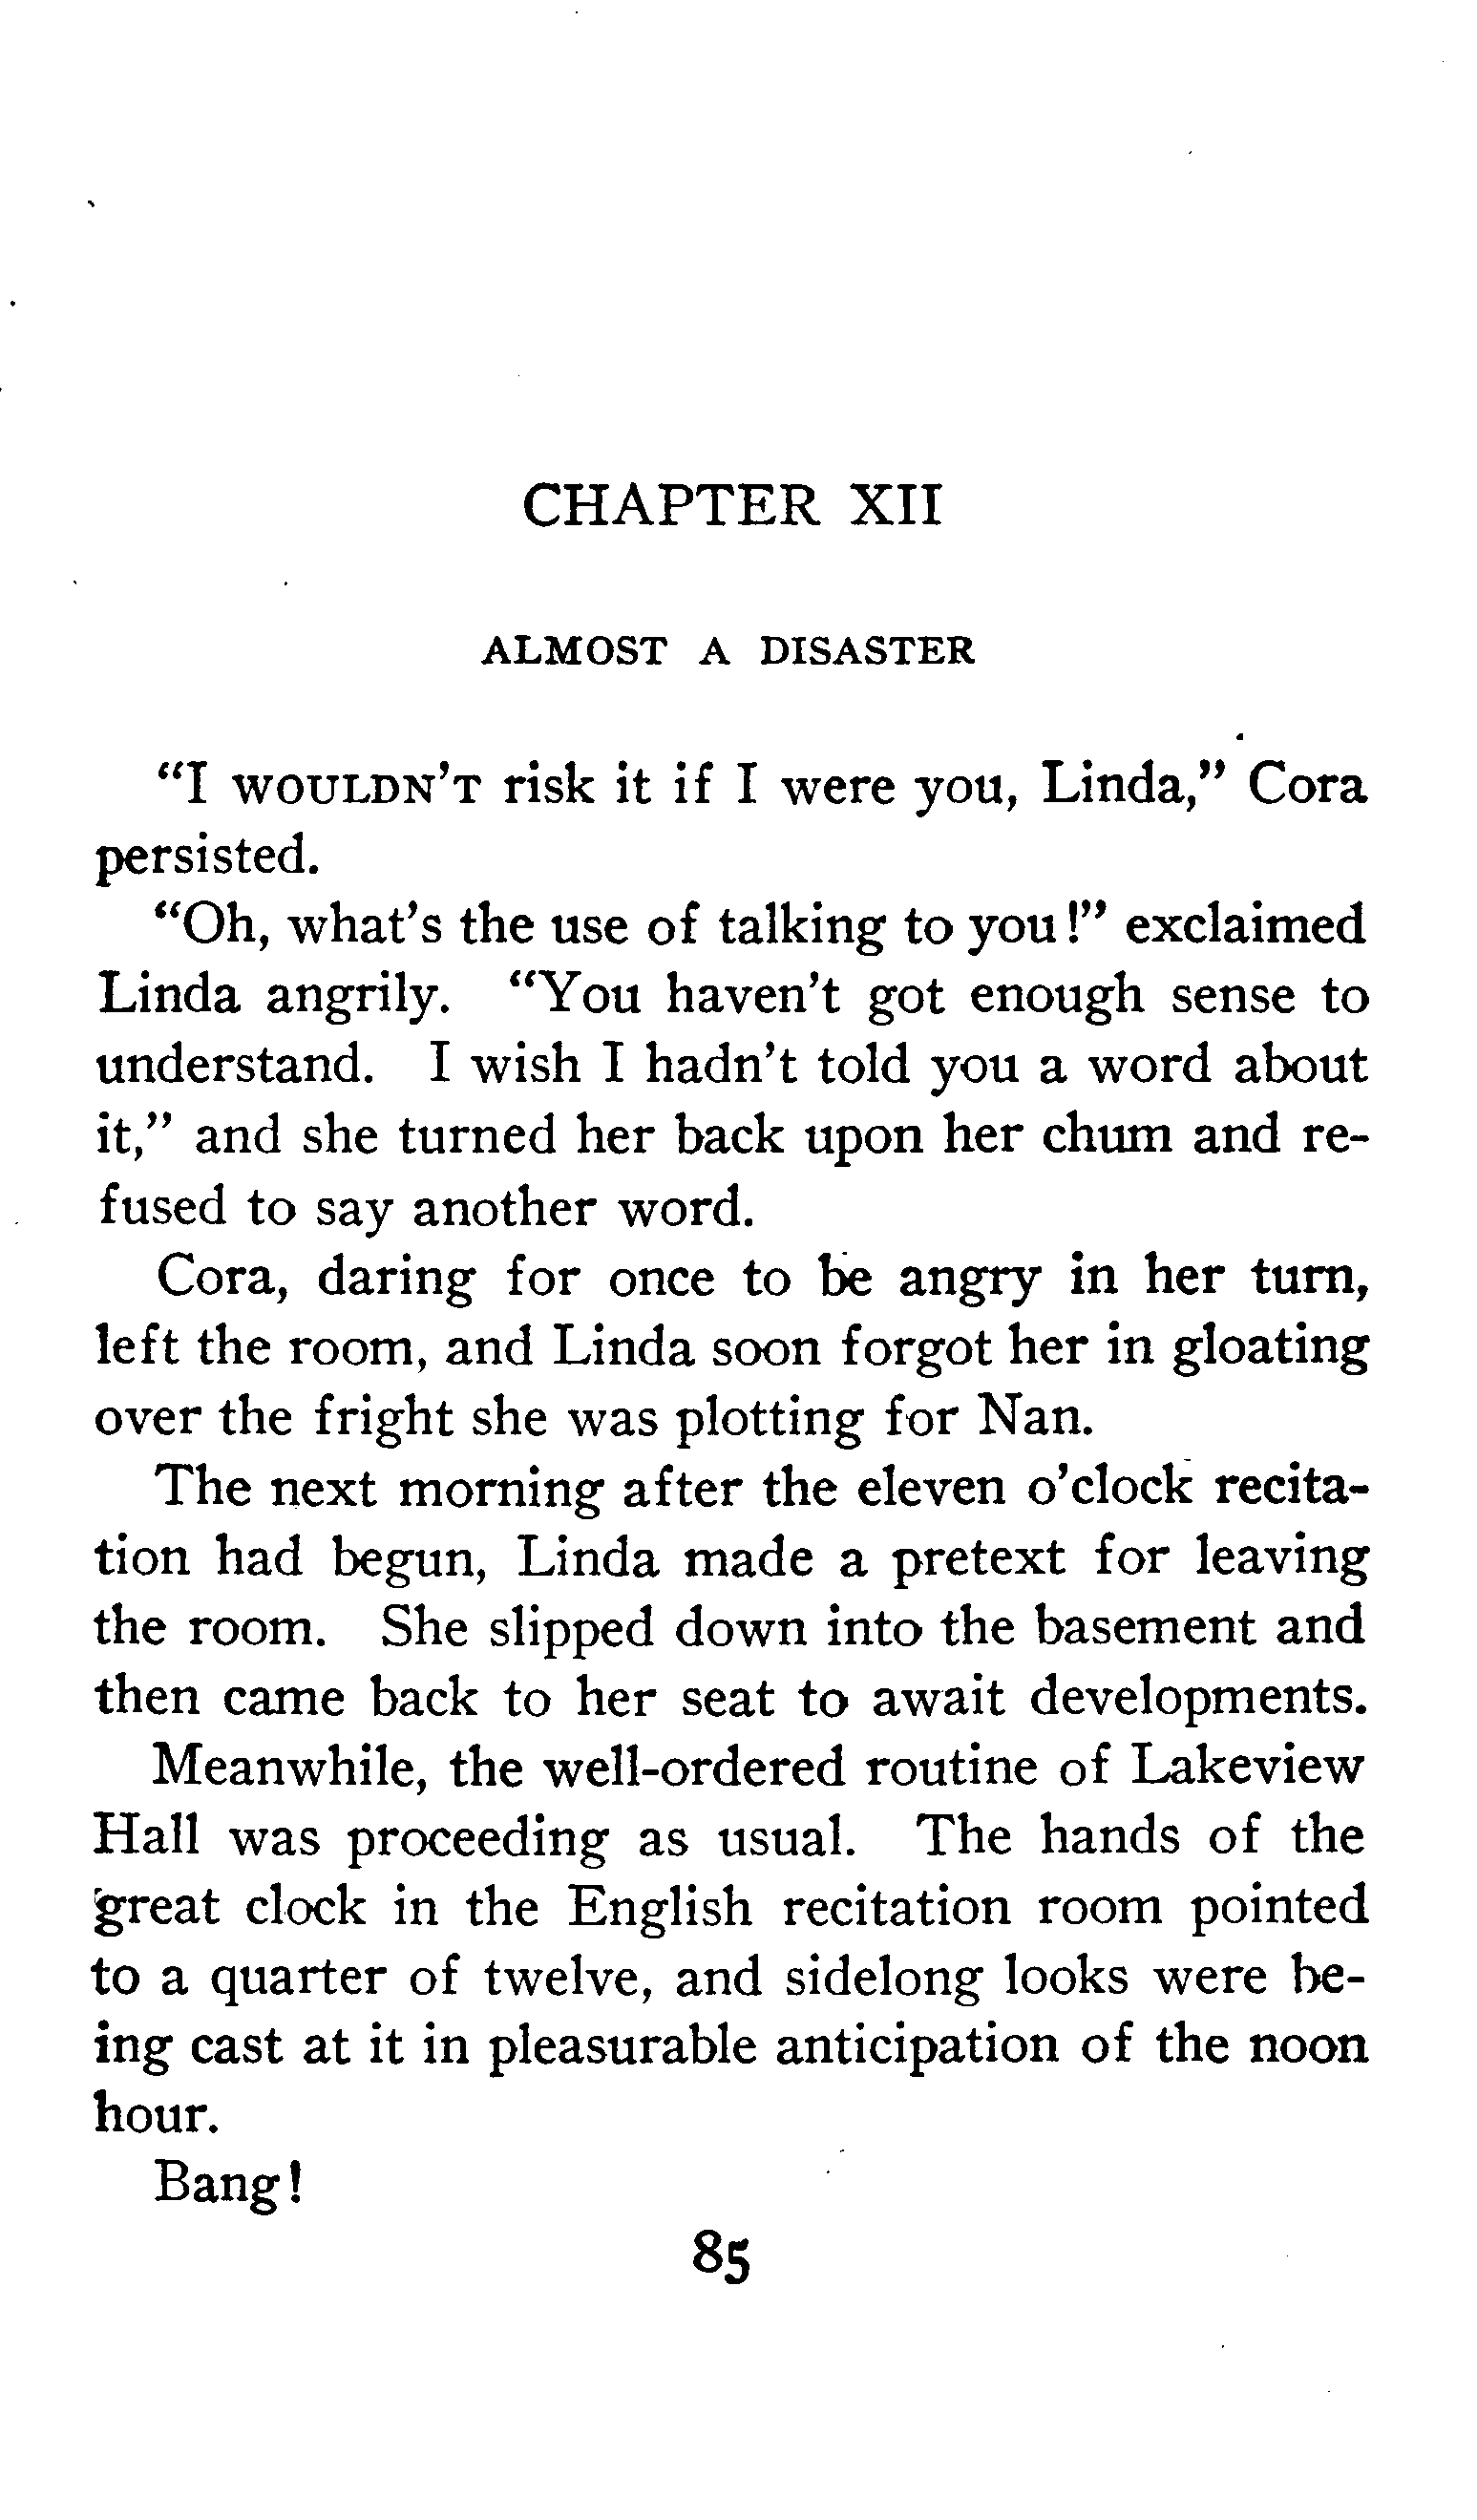 CHAPTER XII
ALMOST A DISASTER
"I WOULDN'T risk it if I were you, Linda," Cora
persisted.
"Oh, what's the use of talking to you!" exclaimed
Linda angrily. "You haven't got enough sense to
understand. I wish I hadn't told you a word about
it," and she turned her back upon her chum and re-
fused to say another word.
Cora, daring for once to be angry in her turn,
left the room, and Linda soon forgot her in gloating
over the fright she was plotting for Nan.
The next morning after the eleven o'clock recita-
tion had begun, Linda made a pretext for leaving
the room. She slipped down into the basement and
then came back to her seat to await developments.
Meanwhile, the well-ordered routine of Lakeview
Hall was proceeding as usual. The hands of the
great clock in the English recitation room pointed
to a quarter of twelve, and sidelong looks were be-
ing cast at it in pleasurable anticipation of the noon
hour.
Bang!
85